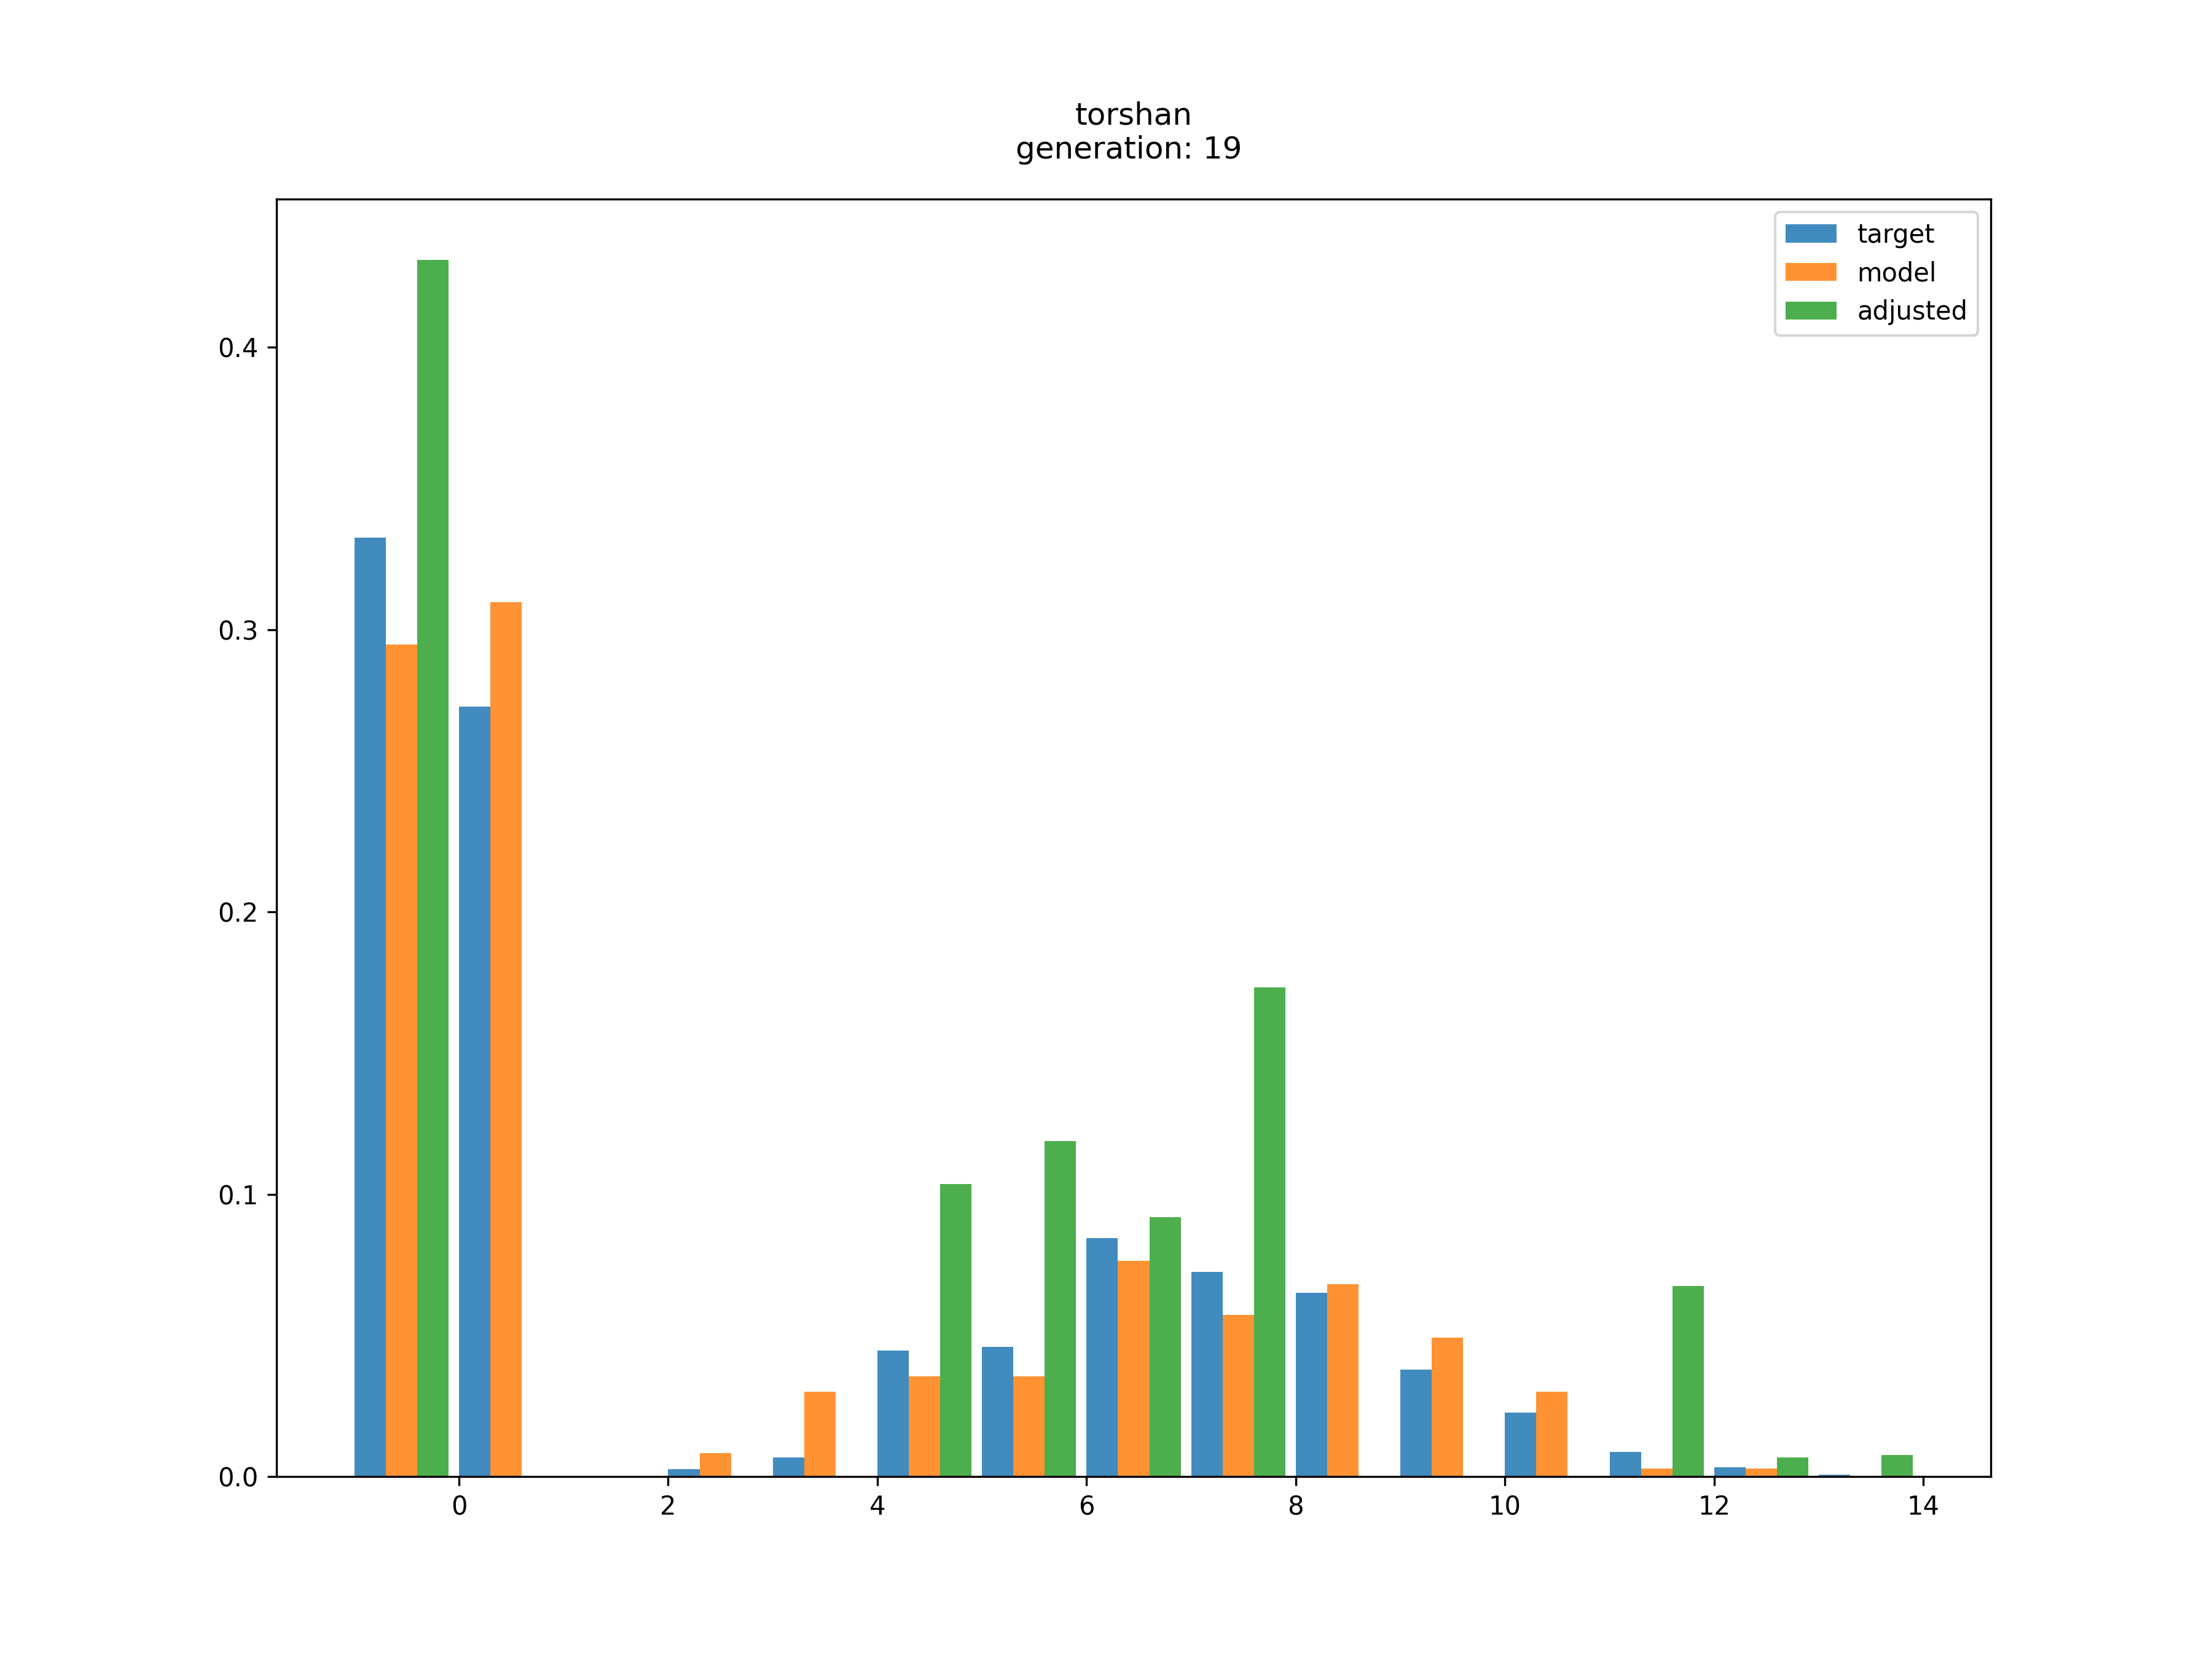 torshan
generation: 19
target
model
adjusted
0.4
0.3
0.2
0.1
0.0
0 2 4 6 8 10 12 14